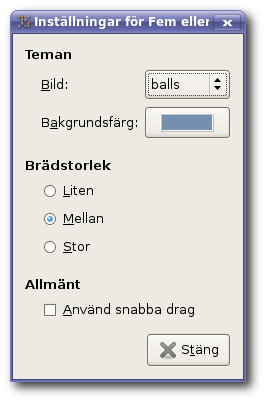 Inställningar för Fem eller
Teman
Bild: balls
Bakgrundsfärg:
Brädstorlek
Liten
Mellan
Stor
Allmänt
Använd snabba drag
Stäng